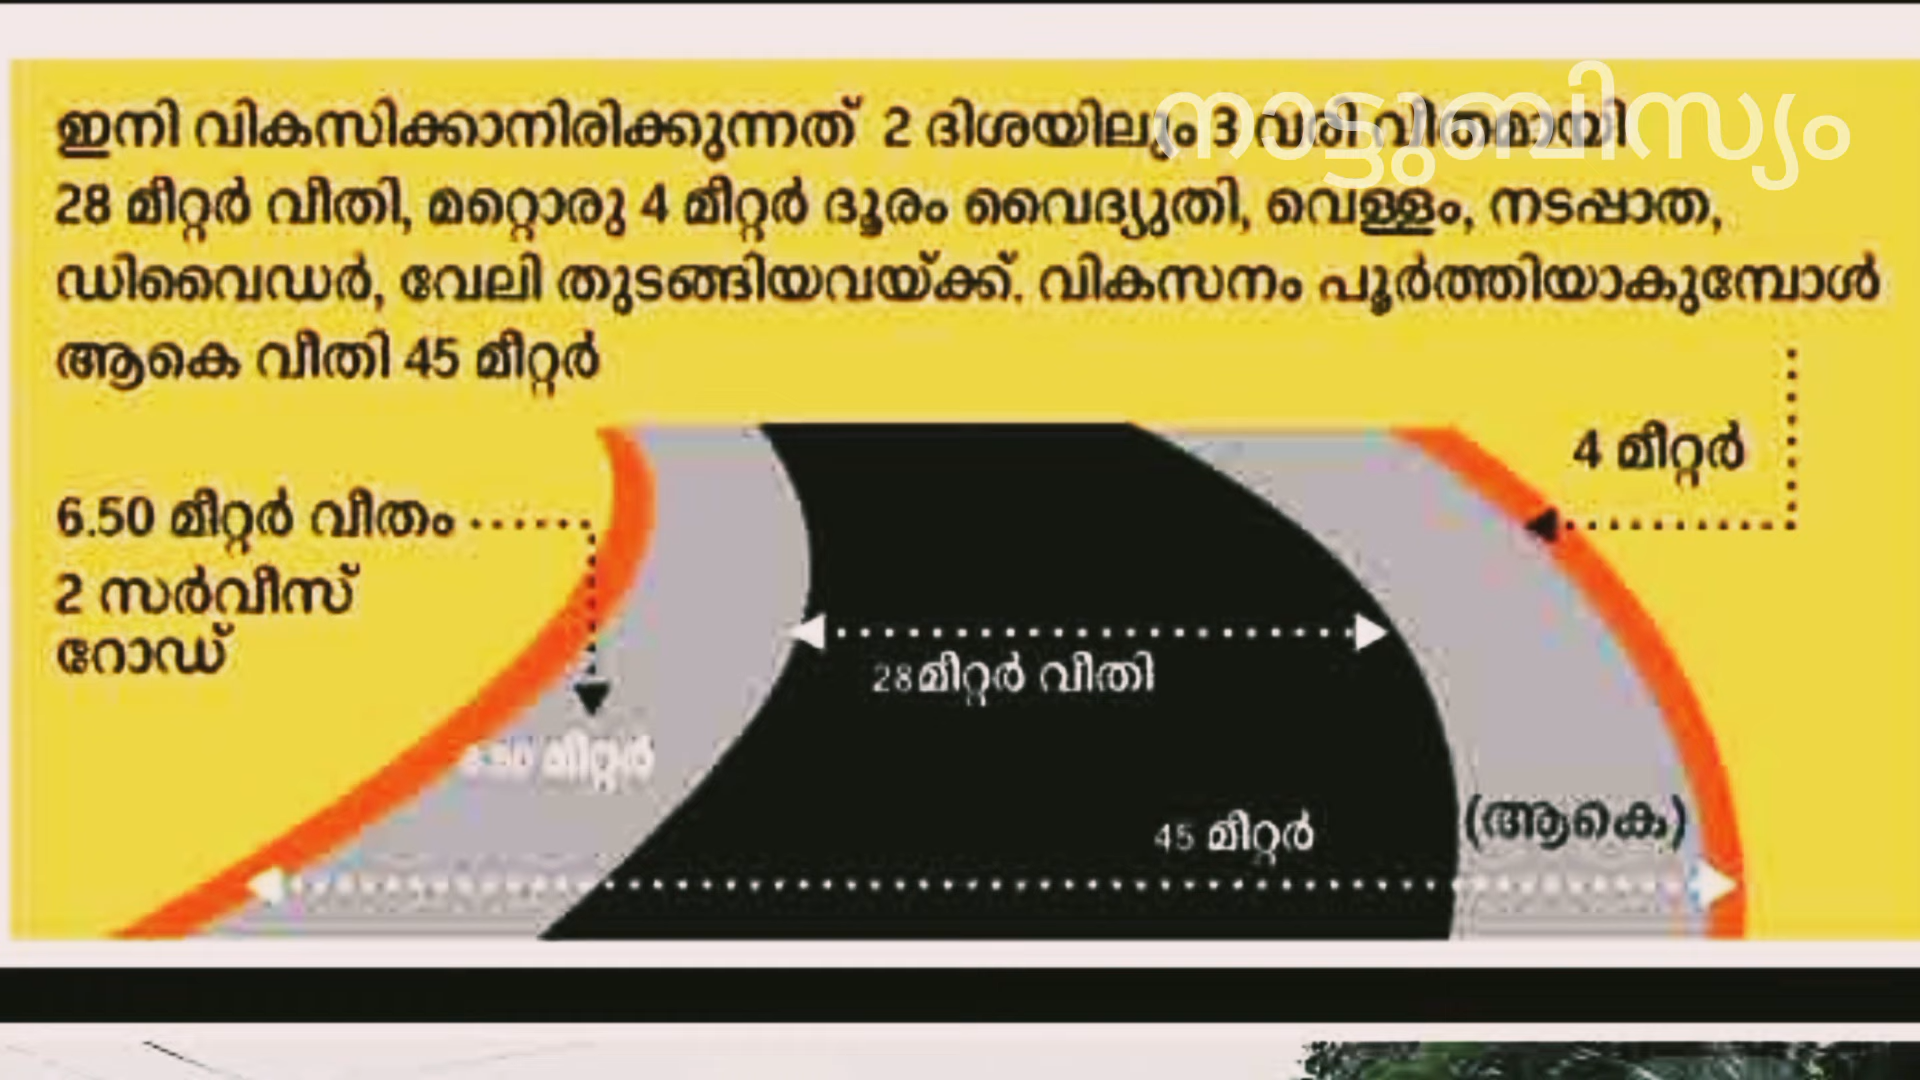 ഇനി വികസിക്കാനിരിക്കുന്നത് 2 ദിശയിലും 3 വരി വീതമായി
നാട്ടുബിസ്യം
28 മീറ്റർ വീതി, മറ്റൊരു 4 മീറ്റർ ദൂരം വൈദ്യുതി, വെള്ളം, നടപ്പാത,
ഡിവൈഡർ, വേലി തുടങ്ങിയവയ്ക്ക്. വികസനം പൂർത്തിയാകുമ്പോൾ
ആകെ വീതി 45 മീറ്റർ
4 മീറ്റർ
6.50 മീറ്റർ വീതം
2 സർവീസ്
റോഡ്
28 മീറ്റർ വീതി
മീറ്റർ
45 മീറ്റർ (ആകെ)